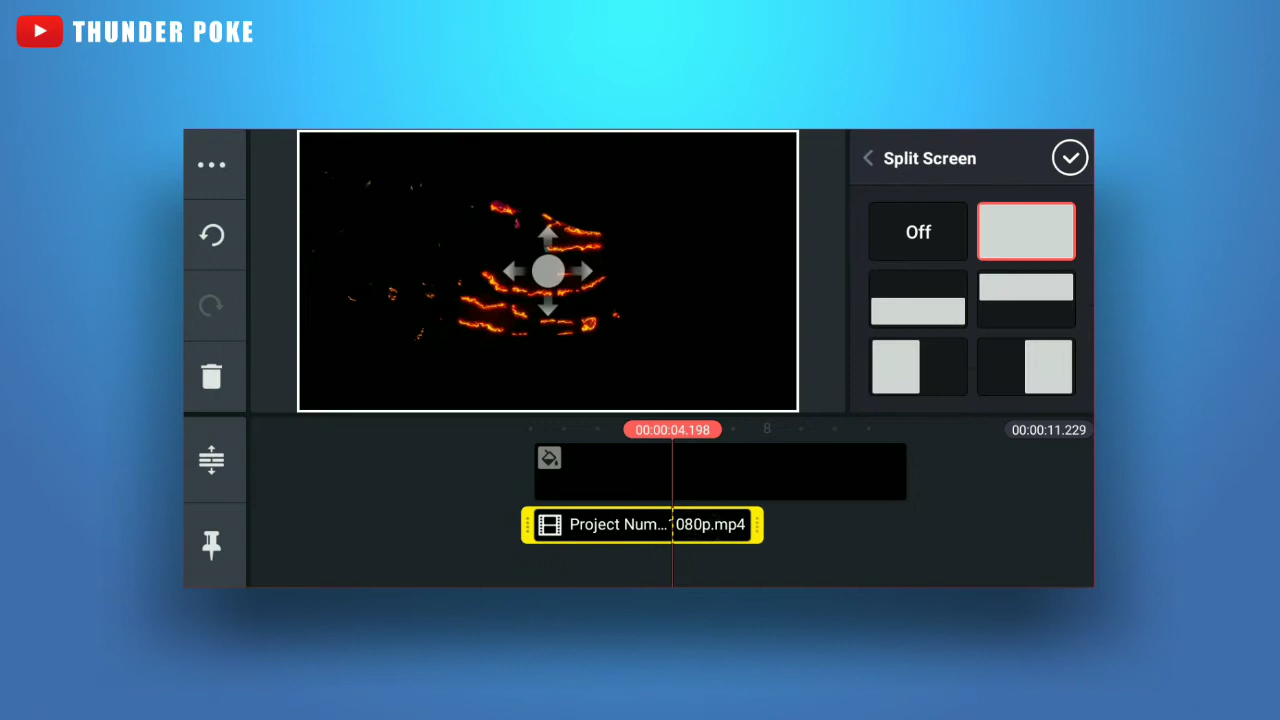 THUNDER POKE
Split Screen
Off
00:00:04.198
8
00:00:11.229
Project Num...1080p.mp4